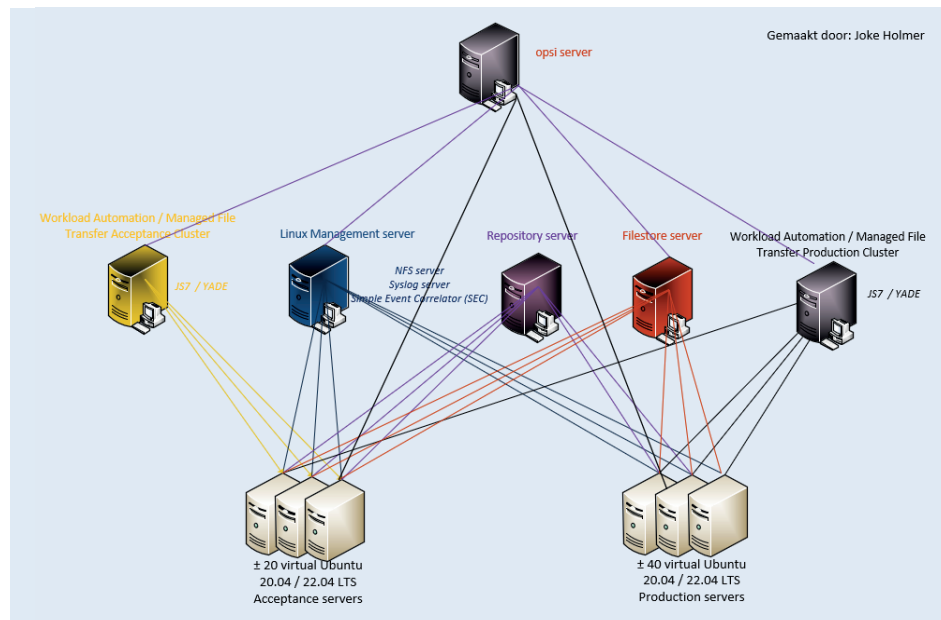 Gemaakt door: Joke Holmer
opsi server
Workload Automation / Managed File
Transfer Acceptance Cluster
JS7 / YADE
Linux Management server
NFS server
Syslog server
Simple Event Correlator (SEC)
Repository server
Filestore server
Workload Automation / Managed File
Transfer Production Cluster
JS7 / YADE
± 20 virtual Ubuntu
20.04 / 22.04 LTS
Acceptance servers
± 40 virtual Ubuntu
20.04 / 22.04 LTS
Production servers